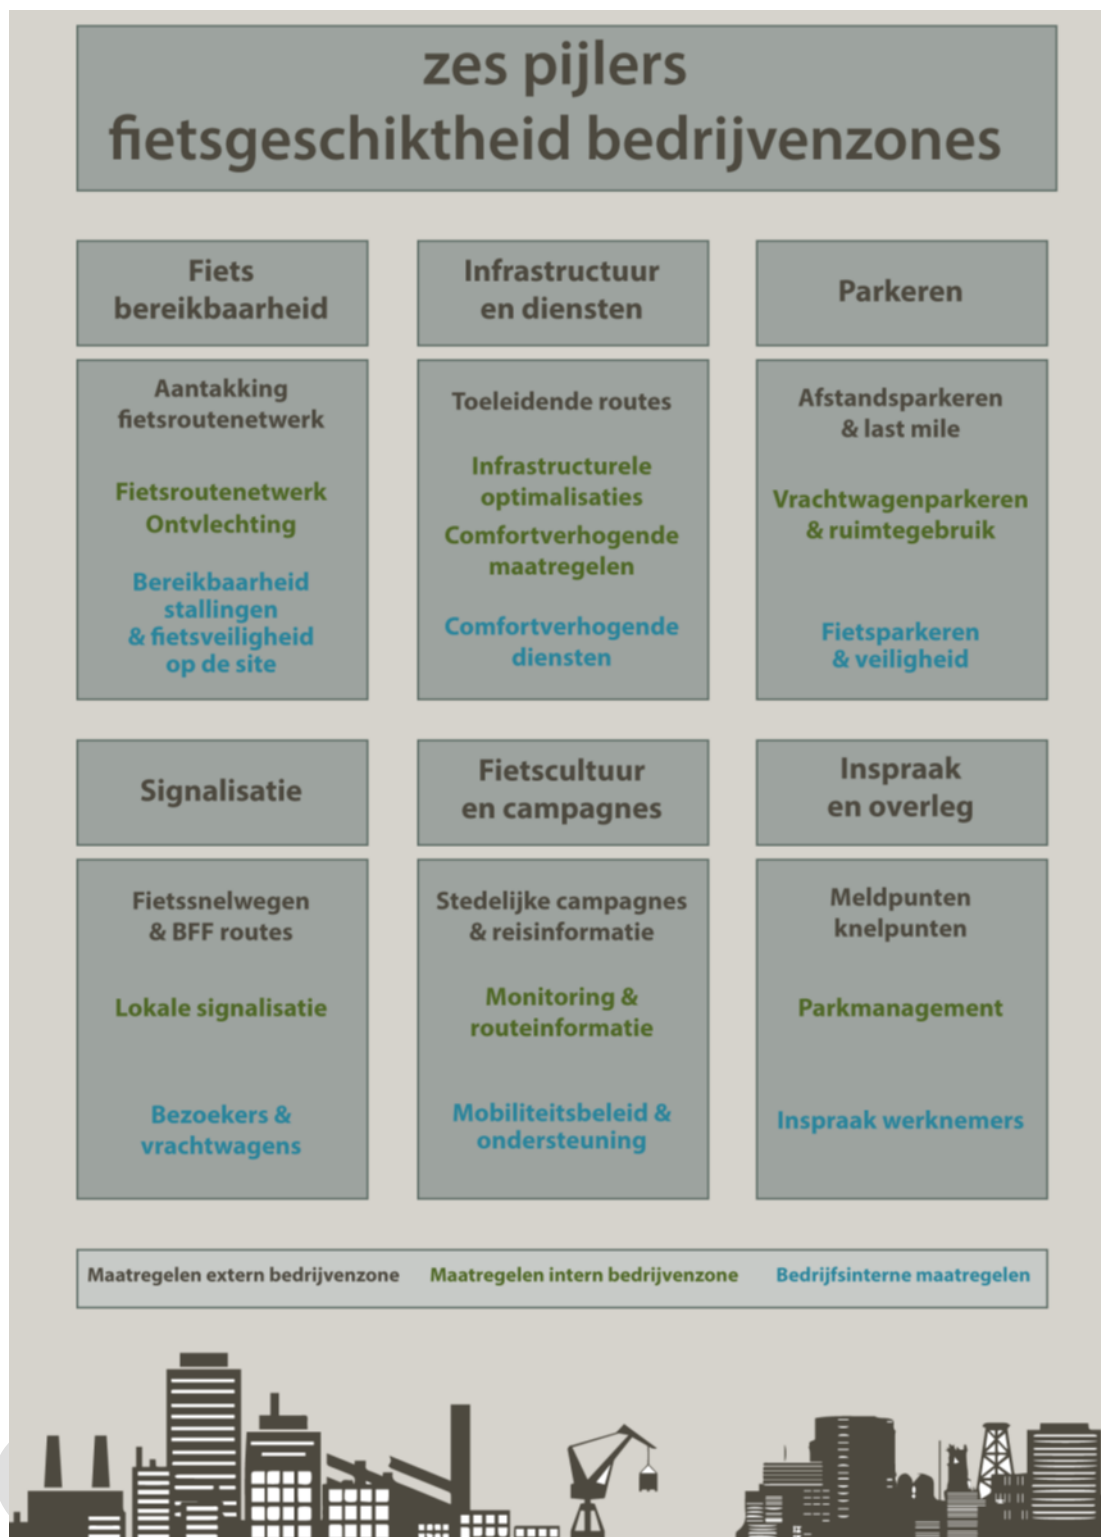 zes pijlers
fietsgeschiktheid bedrijvenzones
Fiets
bereikbaarheid
Aantakking
fietsroutenetwerk
Fietsroutenetwerk
Ontvlechting
Bereikbaarheid
stallingen
& fietsveiligheid
op de site
Infrastructuur
en diensten
Toeleidende routes
Infrastructurele
optimalisaties
Comfortverhogende
maatregelen
Comfortverhogende
diensten
Parkeren
Afstandsparkeren
& last mile
Vrachtwagenparkeren
& ruimtegebruik
Fietsparkeren
& veiligheid
Signalisatie
Fietssnelwegen
& BFF routes
Lokale signalisatie
Bezoekers &
vrachtwagens
Fietscultuur
en campagnes
Stedelijke campagnes
& reisinformatie
Monitoring &
routeinformatie
Mobiliteitsbeleid &
ondersteuning
Inspraak
en overleg
Meldpunten
knelpunten
Parkmanagement
Inspraak werknemers
Maatregelen extern bedrijvenzone
Maatregelen intern bedrijvenzone
Bedrijfsinterne maatregelen